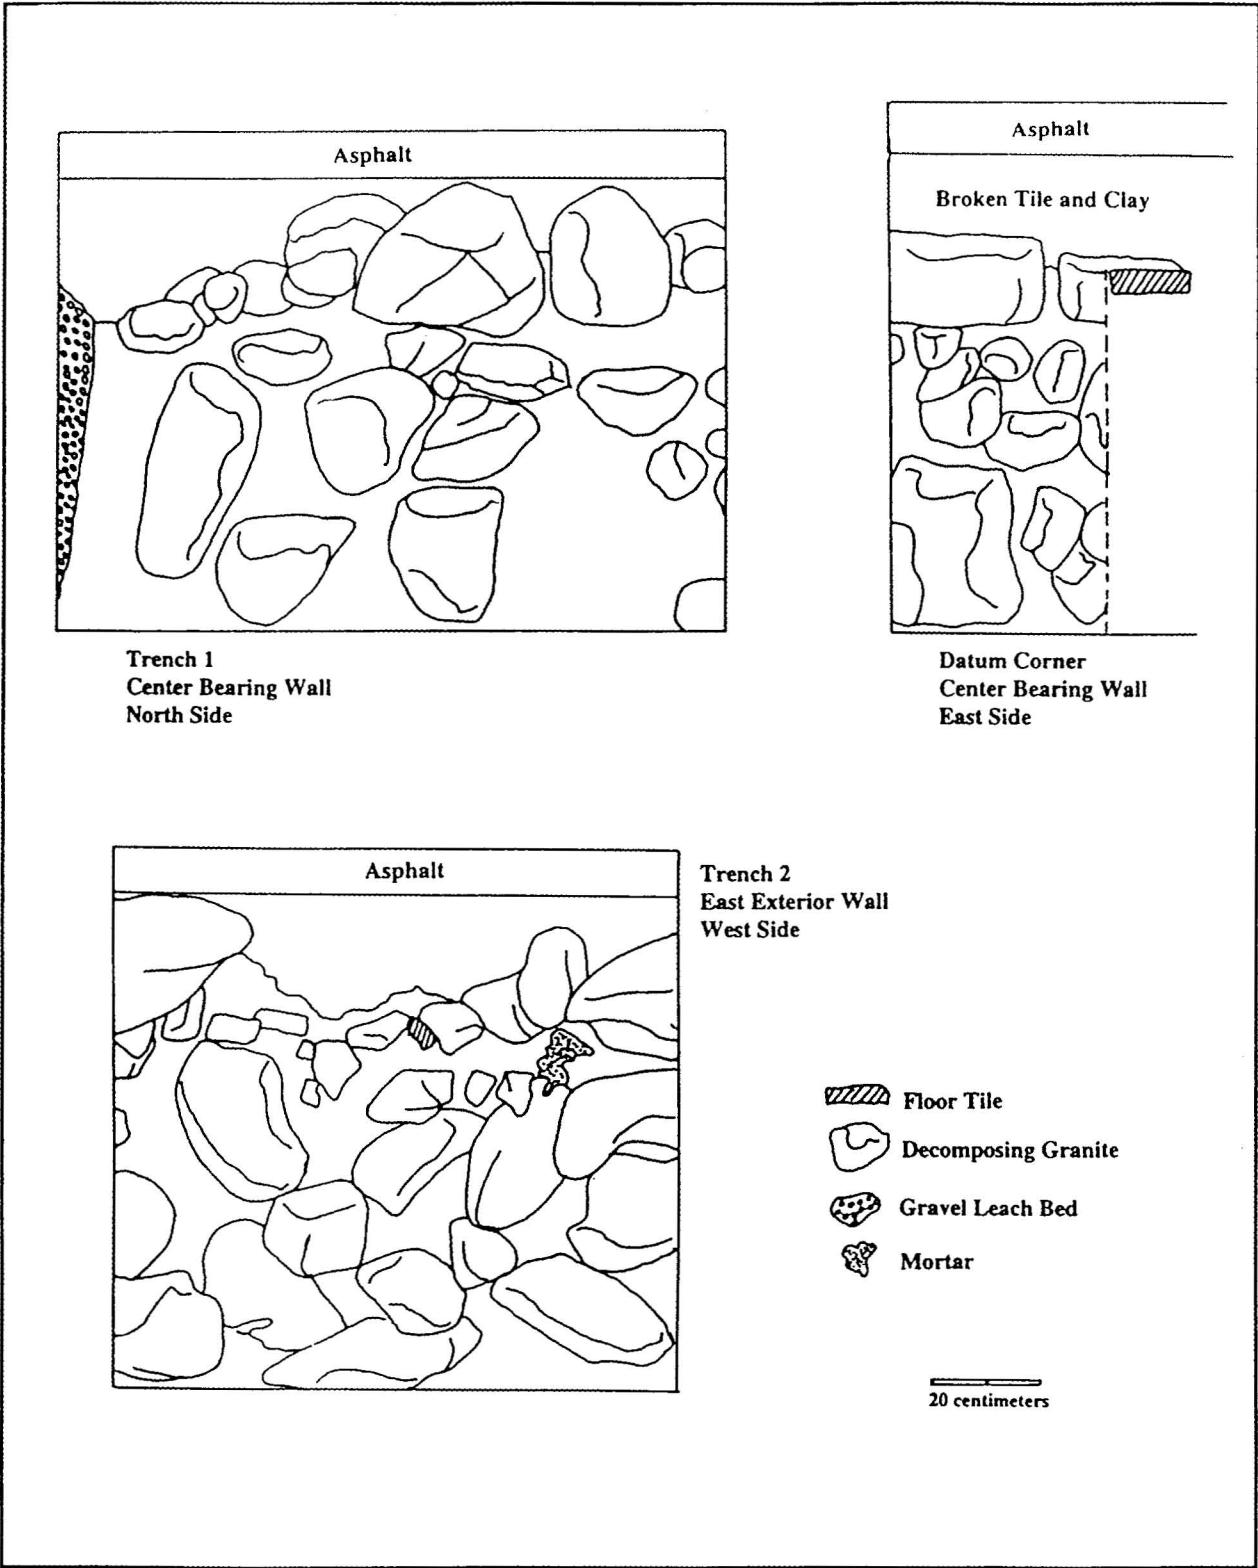 Asphalt
Asphalt
Broken Tile and Clay
Trench 1
Center Bearing Wall
North Side
Datum Corner
Center Bearing Wall
East Side
Asphalt
Trench 2
East Exterior Wall
West Side
Floor Tile
Decomposing Granite
Gravel Leach Bed
Mortar
20 centimeters